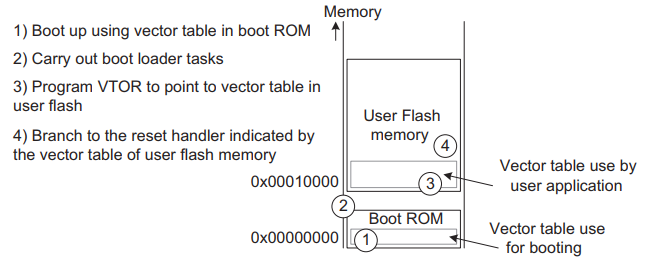 Memory
1) Boot up using vector table in boot ROM
2) Carry out boot loader tasks
3) Program VTOR to point to vector table in
user flash
4) Branch to the reset handler indicated by
the vector table of user flash memory
User Flash
memory
4
0x00010000
3
Vector table use by
user application
2
Boot ROM
0x00000000
1
Vector table use
for booting